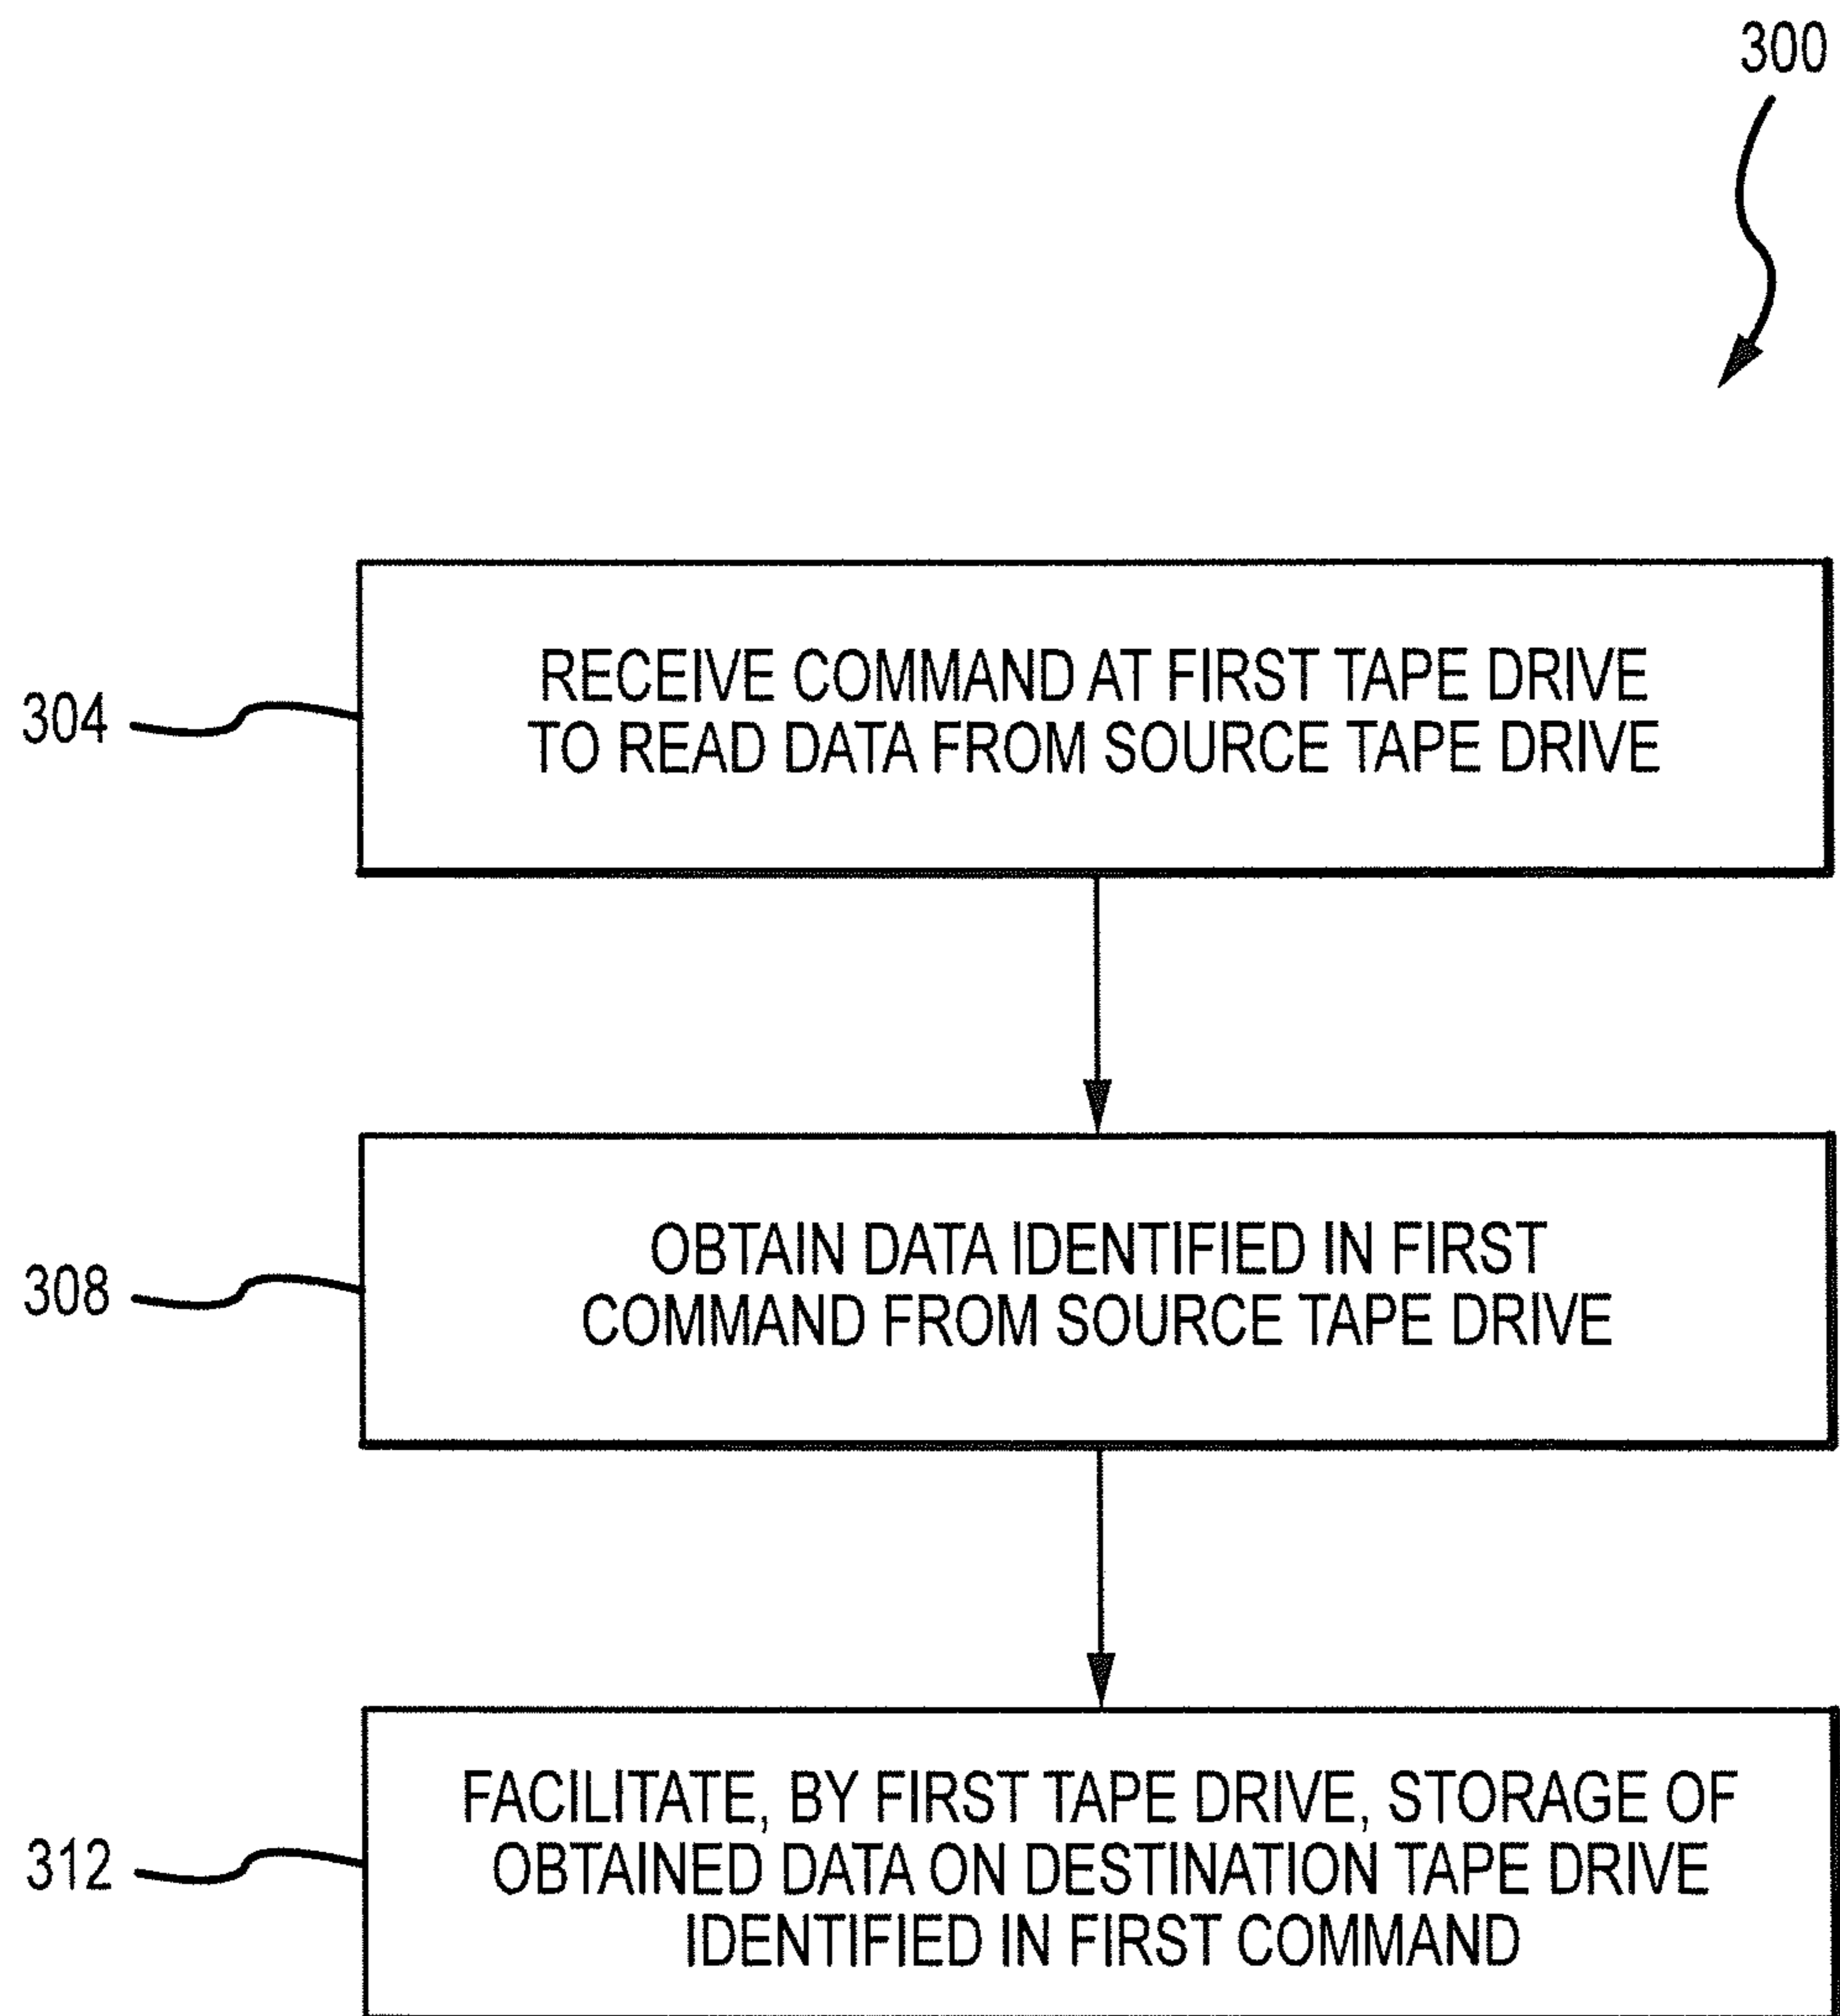 300
304
RECEIVE COMMAND AT FIRST TAPE DRIVE
TO READ DATA FROM SOURCE TAPE DRIVE
308
OBTAIN DATA IDENTIFIED IN FIRST
COMMAND FROM SOURCE TAPE DRIVE
312
FACILITATE, BY FIRST TAPE DRIVE, STORAGE OF
OBTAINED DATA ON DESTINATION TAPE DRIVE
IDENTIFIED IN FIRST COMMAND